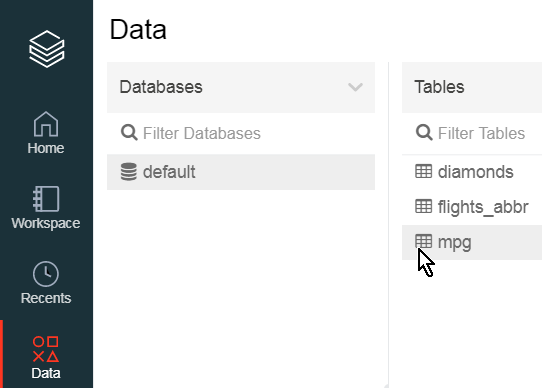 Data
Home
Workspace
Recents
Data
Databases
Filter Databases
default
Tables
Filter Tables
diamonds
flights_abbr
mpg